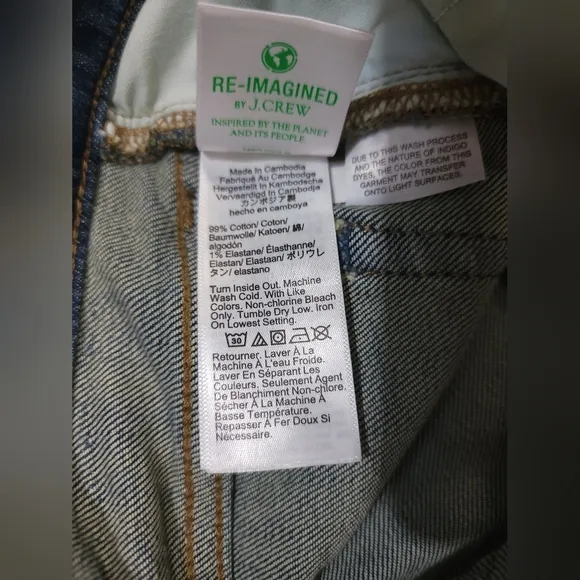 RE-IMAGINED
BY J.CREW
INSPIRED BY THE PLANET
AND ITS PEOPLE
Made In Cambodia
Fabriqué Au Cambodge
Hergestellt In Kambodscha
Vervaardigd In Cambodja
カンボジア製
hecho en camboya
99% Cotton/ Coton/
Baumwolle/ Katoen/ 綿/
algodón
1% Elastane/ Élasthanne/
Elastan/ Elastaan/ ポリウレ
タン/ elastano
Turn Inside Out. Machine
Wash Cold. With Like
Colors. Non-chlorine Bleach
Only. Tumble Dry Low. Iron
On Lowest Setting.
30
Retourner. Laver À La
Machine À L'eau Froide.
Laver En Séparant Les
Couleurs. Seulement Agent
De Blanchiment Non-chlor.
Sécher À La Machine À
Basse Température.
Repasser À Fer Doux Si
Nécessaire.
DUE TO THIS WASH PROCESS
AND THE NATURE OF INDIGO
DYES, THE COLOR FROM THIS
GARMENT MAY TRANSFER
ONTO LIGHT SURFACES.